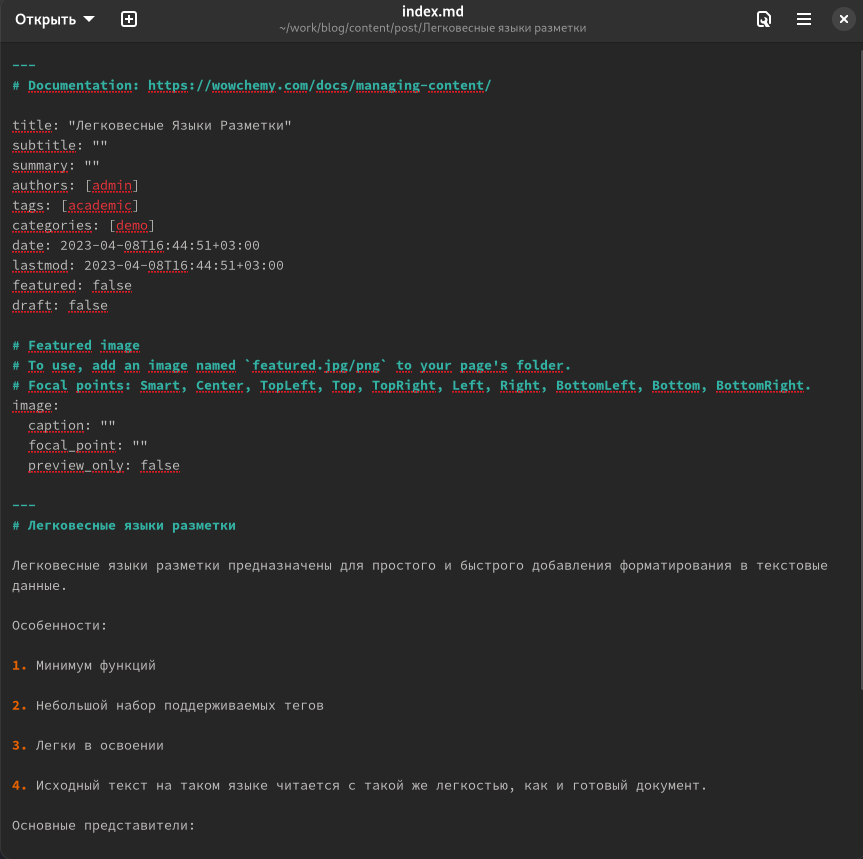 Открыть
index.md
~/work/blog/content/post/Легковесные языки разметки
---
# Documentation: https://wowchemy.com/docs/managing-content/
title: "Легковесные Языки Разметки"
subtitle: ""
summary: ""
authors: [admin]
tags: [academic]
categories: [demo]
date: 2023-04-08T16:44:51+03:00
lastmod: 2023-04-08T16:44:51+03:00
featured: false
draft: false
# Featured image
# To use, add an image named `featured.jpg/png` to your page's folder.
# Focal points: Smart, Center, TopLeft, Top, TopRight, Left, Right, BottomLeft, Bottom, BottomRight.
image:
  caption: ""
  focal_point: ""
  preview_only: false
---
# Легковесные языки разметки
Легковесные языки разметки предназначены для простого и быстрого добавления форматирования в текстовые
данные.
Особенности:
1. Минимум функций
2. Небольшой набор поддерживаемых тегов
3. Легки в освоении
4. Исходный текст на таком языке читается с такой же легкостью, как и готовый документ.
Основные представители: